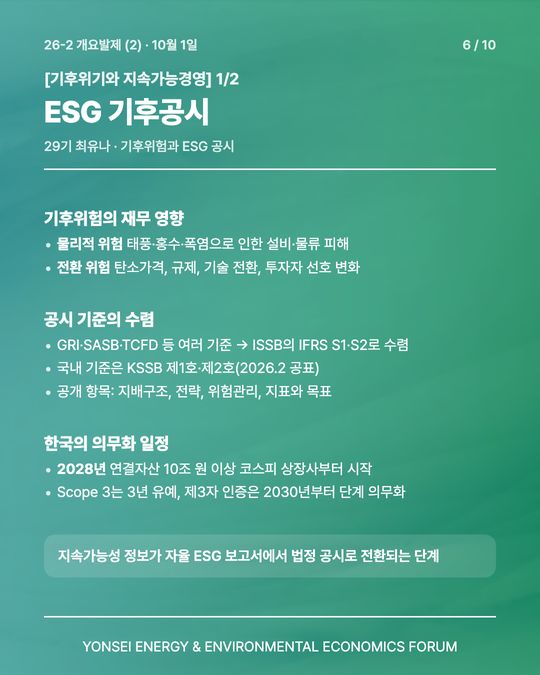 26-2 개요발제 (2) · 10월 1일
6 / 10
[기후위기와 지속가능경영] 1/2
ESG 기후공시
29기 최유나 · 기후위험과 ESG 공시
기후위험의 재무 영향
• 물리적 위험 태풍·홍수·폭염으로 인한 설비·물류 피해
• 전환 위험 탄소가격, 규제, 기술 전환, 투자자 선호 변화
공시 기준의 수렴
• GRI·SASB·TCFD 등 여러 기준 → ISSB의 IFRS S1·S2로 수렴
• 국내 기준은 KSSB 제1호·제2호(2026.2 공표)
• 공개 항목: 지배구조, 전략, 위험관리, 지표와 목표
한국의 의무화 일정
• 2028년 연결자산 10조 원 이상 코스피 상장사부터 시작
• Scope 3는 3년 유예, 제3자 인증은 2030년부터 단계 의무화
지속가능성 정보가 자율 ESG 보고서에서 법정 공시로 전환되는 단계
YONSEI ENERGY & ENVIRONMENTAL ECONOMICS FORUM